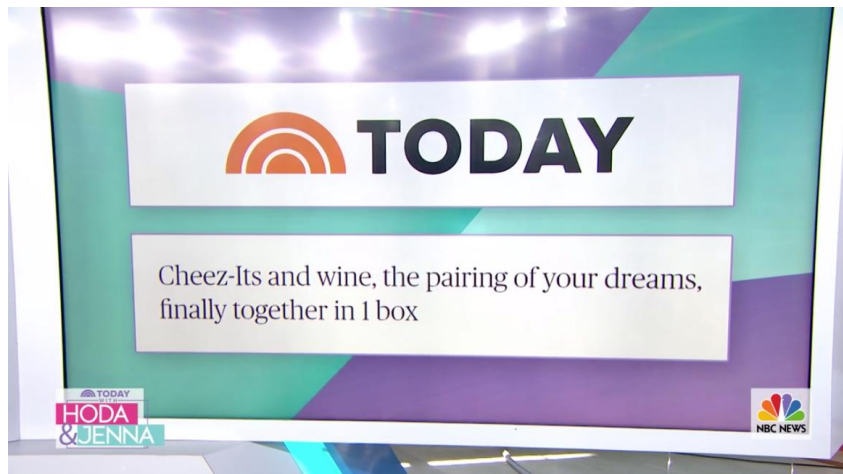 TODAY
Cheez-Its and wine, the pairing of your dreams,
finally together in 1 box
TODAY
WITH
HODA
&JENNA
NBC NEWS